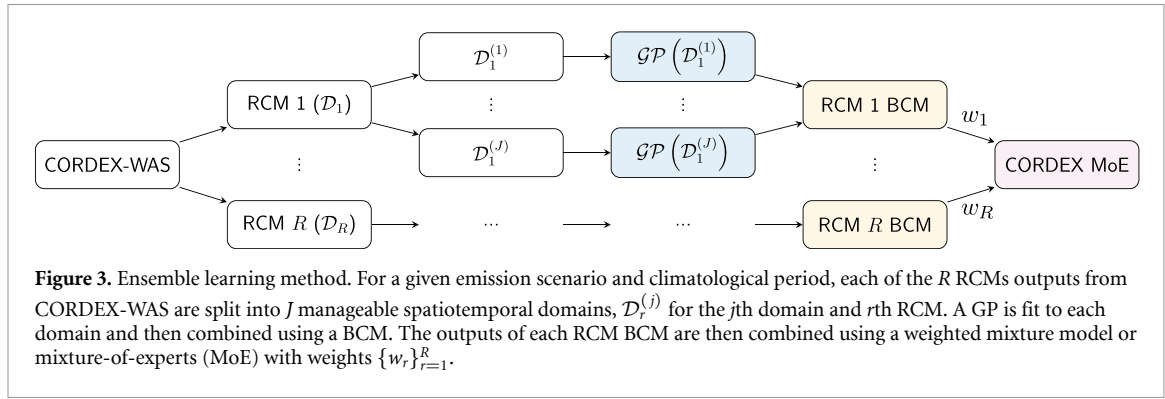 CORDEX-WAS
RCM 1 (𝒟₁)
⋮
RCM R (𝒟_R)
𝒟₁^(1)
⋮
𝒟₁^(J)
...
𝒢𝒫(𝒟₁^(1))
⋮
𝒢𝒫(𝒟₁^(J))
...
RCM 1 BCM
⋮
RCM R BCM
w₁
w_R
CORDEX MoE
Figure 3. Ensemble learning method. For a given emission scenario and climatological period, each of the R RCMs outputs from
CORDEX-WAS are split into J manageable spatiotemporal domains, 𝒟_r^(j) for the jth domain and rth RCM. A GP is fit to each
domain and then combined using a BCM. The outputs of each RCM BCM are then combined using a weighted mixture model or
mixture-of-experts (MoE) with weights {w_r}_{r=1}^R.